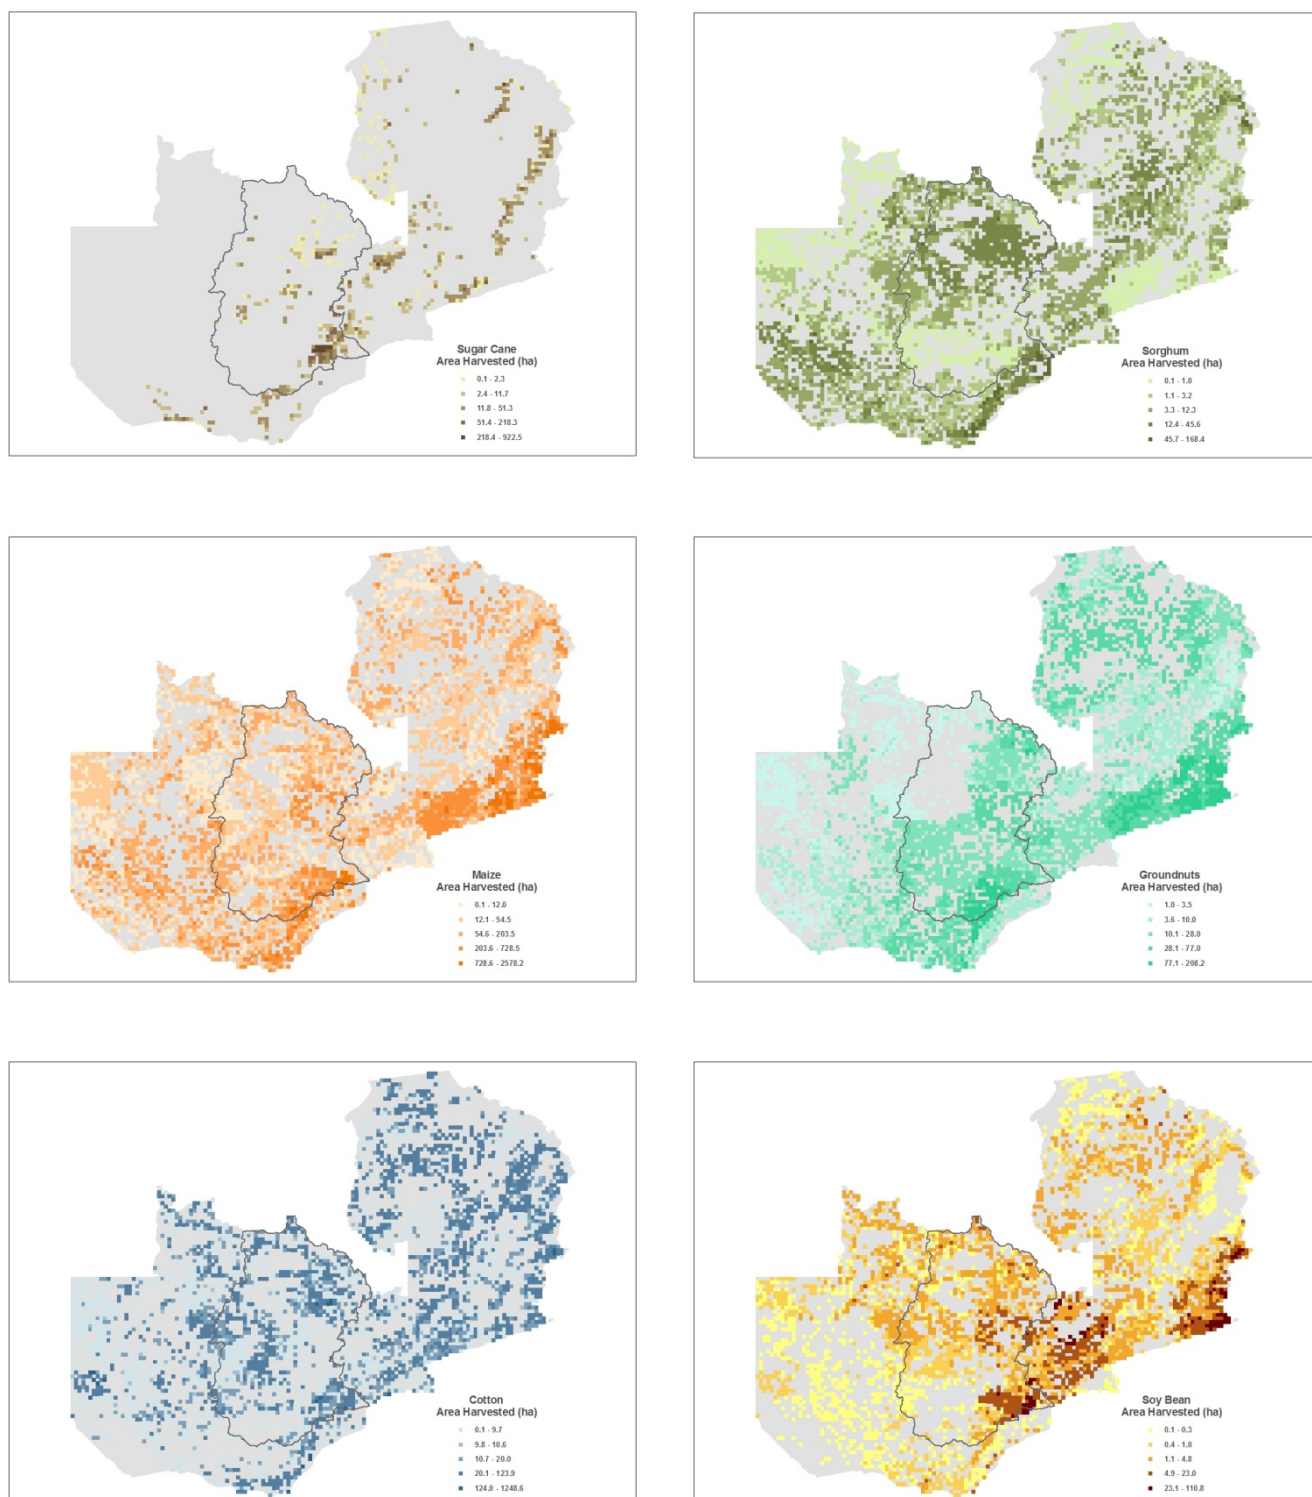 Sugar Cane
Area Harvested (ha)
0.1 - 2.3
2.4 - 11.7
11.8 - 51.3
51.4 - 218.3
218.4 - 922.5
Sorghum
Area Harvested (ha)
0.1 - 1.0
1.1 - 3.2
3.3 - 12.3
12.4 - 45.6
45.7 - 168.4
Maize
Area Harvested (ha)
0.1 - 12.0
12.1 - 54.5
54.6 - 203.5
203.6 - 728.5
728.6 - 2578.2
Groundnuts
Area Harvested (ha)
1.0 - 3.5
3.6 - 10.0
10.1 - 28.0
28.1 - 77.0
77.1 - 208.2
Cotton
Area Harvested (ha)
0.1 - 9.7
9.8 - 10.6
10.7 - 20.0
20.1 - 123.9
124.0 - 1248.6
Soy Bean
Area Harvested (ha)
0.1 - 0.3
0.4 - 1.0
1.1 - 4.8
4.9 - 23.0
23.1 - 110.8